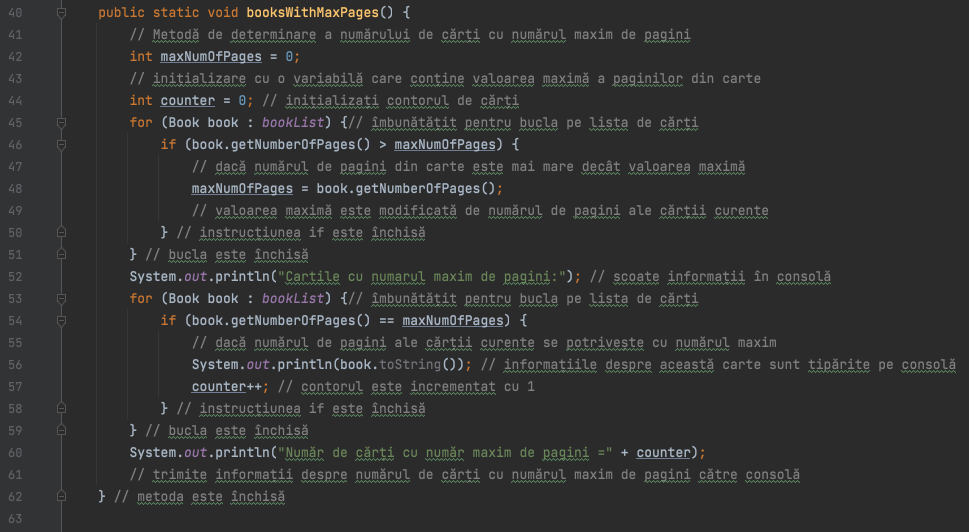 40 public static void booksWithMaxPages() {
41 // Metodă de determinare a numărului de cărți cu numărul maxim de pagini
42 int maxNumOfPages = 0;
43 // inițializare cu o variabilă care conține valoarea maximă a paginilor din carte
44 int counter = 0; // inițializați contorul de cărți
45 for (Book book : bookList) {// îmbunătățit pentru bucla pe lista de cărți
46 if (book.getNumberOfPages() > maxNumOfPages) {
47 // dacă numărul de pagini din carte este mai mare decât valoarea maximă
48 maxNumOfPages = book.getNumberOfPages();
49 // valoarea maximă este modificată de numărul de pagini ale cărții curente
50 } // instrucțiunea if este închisă
51 } // bucla este închisă
52 System.out.println("Cartile cu numarul maxim de pagini:"); // scoate informații în consolă
53 for (Book book : bookList) {// îmbunătățit pentru bucla pe lista de cărți
54 if (book.getNumberOfPages() == maxNumOfPages) {
55 // dacă numărul de pagini ale cărții curente se potrivește cu numărul maxim
56 System.out.println(book.toString()); // informațiile despre această carte sunt tipărite pe consolă
57 counter++; // contorul este incrementat cu 1
58 } // instrucțiunea if este închisă
59 } // bucla este închisă
60 System.out.println("Număr de cărți cu număr maxim de pagini =" + counter);
61 // trimite informații despre numărul de cărți cu numărul maxim de pagini către consolă
62 } // metoda este închisă
63